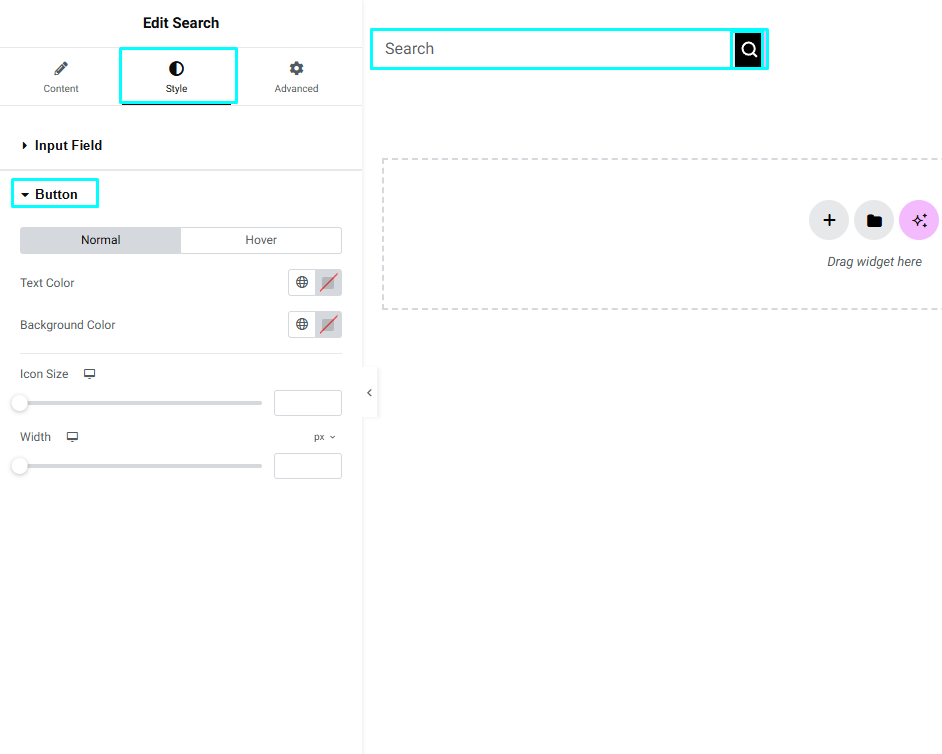 Edit Search
Content
Style
Advanced
Input Field
Button
Normal
Hover
Text Color
Background Color
Icon Size
Width
px
Search
Drag widget here